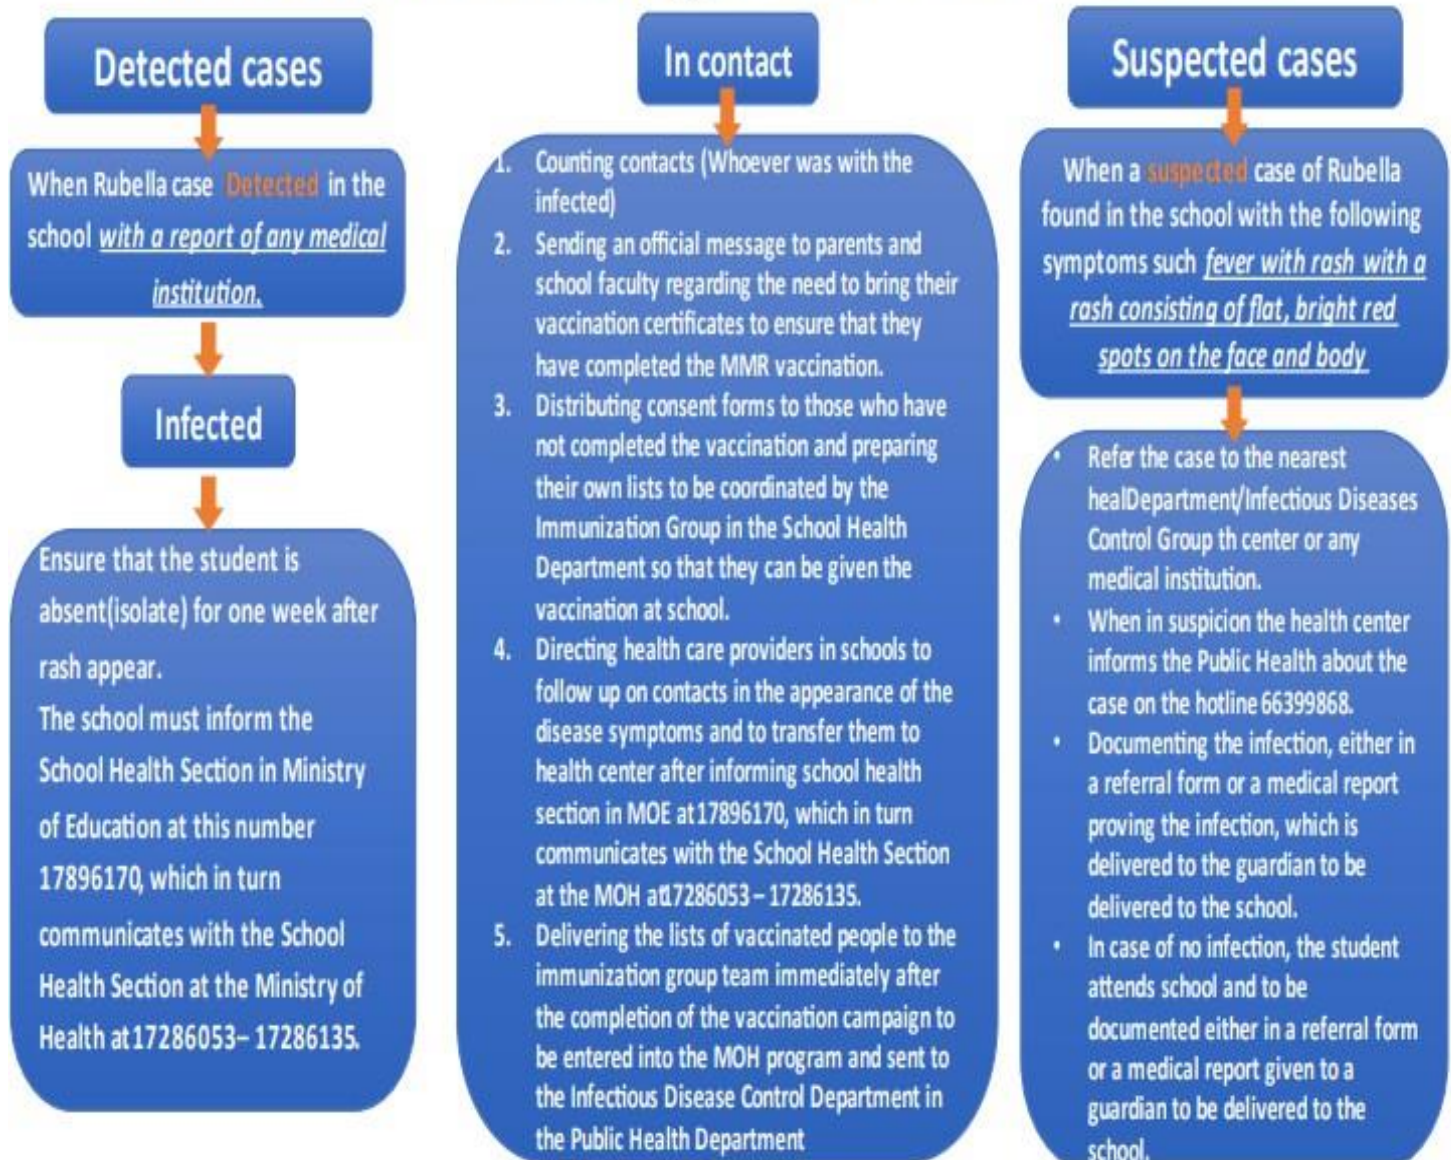 Detected cases
When Rubella case Detected in the
school with a report of any medical
institution.
Infected
Ensure that the student is
absent(isolate) for one week after
rash appear.
The school must inform the
School Health Section in Ministry
of Education at this number
17896170, which in turn
communicates with the School
Health Section at the Ministry of
Health at17286053– 17286135.
In contact
1. Counting contacts (Whoever was with the
infected)
2. Sending an official message to parents and
school faculty regarding the need to bring their
vaccination certificates to ensure that they
have completed the MMR vaccination.
3. Distributing consent forms to those who have
not completed the vaccination and preparing
their own lists to be coordinated by the
Immunization Group in the School Health
Department so that they can be given the
vaccination at school.
4. Directing health care providers in schools to
follow up on contacts in the appearance of the
disease symptoms and to transfer them to
health center after informing school health
section in MOE at17896170, which in turn
communicates with the School Health Section
at the MOH at17286053 – 17286135.
5. Delivering the lists of vaccinated people to the
immunization group team immediately after
the completion of the vaccination campaign to
be entered into the MOH program and sent to
the Infectious Disease Control Department in
the Public Health Department
Suspected cases
When a suspected case of Rubella
found in the school with the following
symptoms such fever with rash with a
rash consisting of flat, bright red
spots on the face and body
• Refer the case to the nearest
healDepartment/Infectious Diseases
Control Group th center or any
medical institution.
• When in suspicion the health center
informs the Public Health about the
case on the hotline 66399868.
• Documenting the infection, either in
a referral form or a medical report
proving the infection, which is
delivered to the guardian to be
delivered to the school.
• In case of no infection, the student
attends school and to be
documented either in a referral form
or a medical report given to a
guardian to be delivered to the
school.